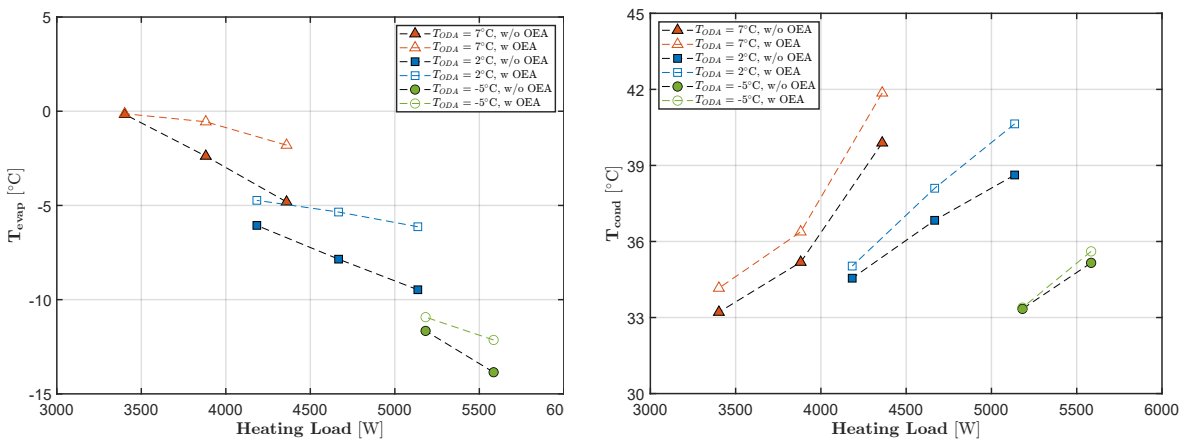 5
0
-5
-10
-15
T_evap [°C]
3000 3500 4000 4500 5000 5500 60
Heating Load [W]
T_ODA = 7°C, w/o OEA
T_ODA = 7°C, w OEA
T_ODA = 2°C, w/o OEA
T_ODA = 2°C, w OEA
T_ODA = -5°C, w/o OEA
T_ODA = -5°C, w OEA
45
42
39
36
33
30
T_cond [°C]
3000 3500 4000 4500 5000 5500 6000
Heating Load [W]
T_ODA = 7°C, w/o OEA
T_ODA = 7°C, w OEA
T_ODA = 2°C, w/o OEA
T_ODA = 2°C, w OEA
T_ODA = -5°C, w/o OEA
T_ODA = -5°C, w OEA